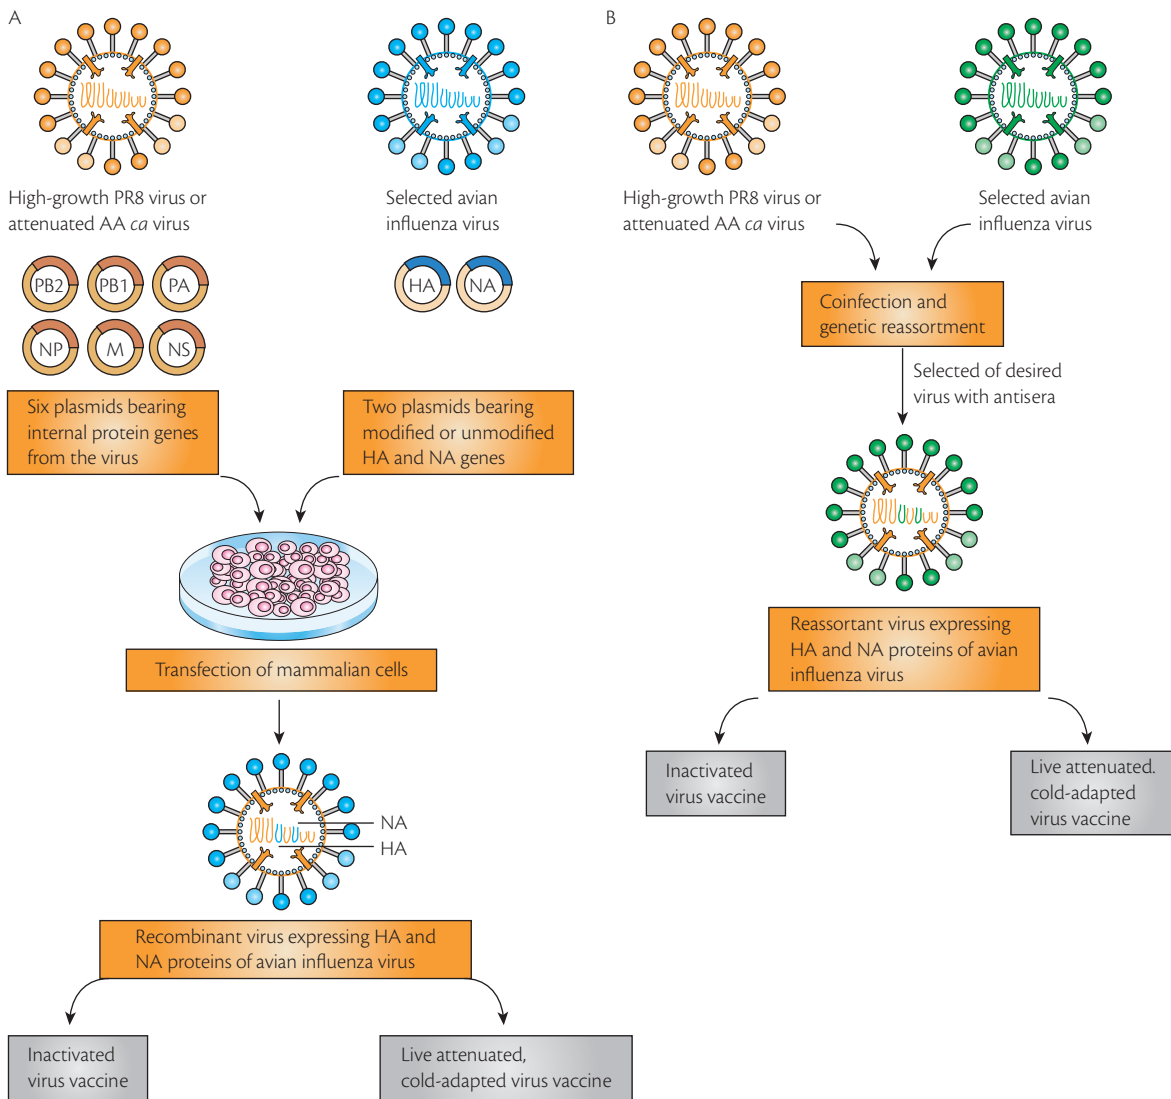 A
High-growth PR8 virus or
attenuated AA ca virus
Selected avian
influenza virus
PB2
PB1
PA
NP
M
NS
HA
NA
Six plasmids bearing
internal protein genes
from the virus
Two plasmids bearing
modified or unmodified
HA and NA genes
Transfection of mammalian cells
NA
HA
Recombinant virus expressing HA and
NA proteins of avian influenza virus
Inactivated
virus vaccine
Live attenuated,
cold-adapted virus vaccine
B
High-growth PR8 virus or
attenuated AA ca virus
Selected avian
influenza virus
Coinfection and
genetic reassortment
Selected of desired
virus with antisera
Reassortant virus expressing
HA and NA proteins of avian
influenza virus
Inactivated
virus vaccine
Live attenuated.
cold-adapted
virus vaccine